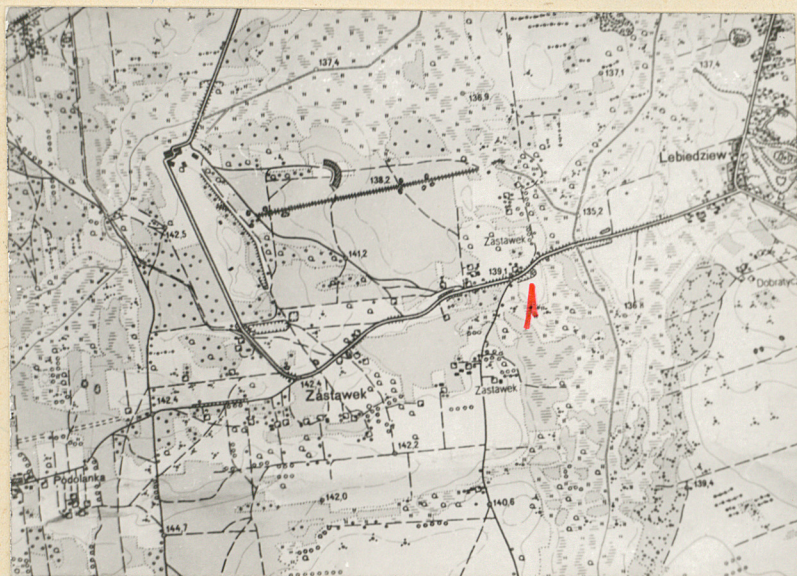 137,4
137,4
137,1
136,9
Lebiedziew
138,2
135,2
142,5
Zastawek
141,2
139,1
Dobratyc
136
142,4
Zastawek
Zastawek
142,4
142,2
Podolanka
139,4
142,0
140,6
144,7